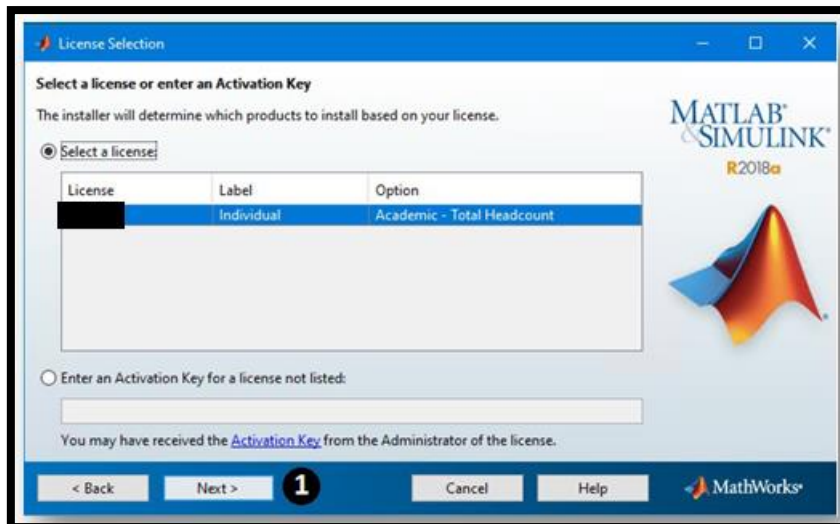 License Selection
Select a license or enter an Activation Key
The installer will determine which products to install based on your license.
MATLAB®
&SIMULINK®
R2018a
Select a license:
License Label Option
Individual Academic - Total Headcount
Enter an Activation Key for a license not listed:
You may have received the Activation Key from the Administrator of the license.
< Back Next > 1 Cancel Help MathWorks®